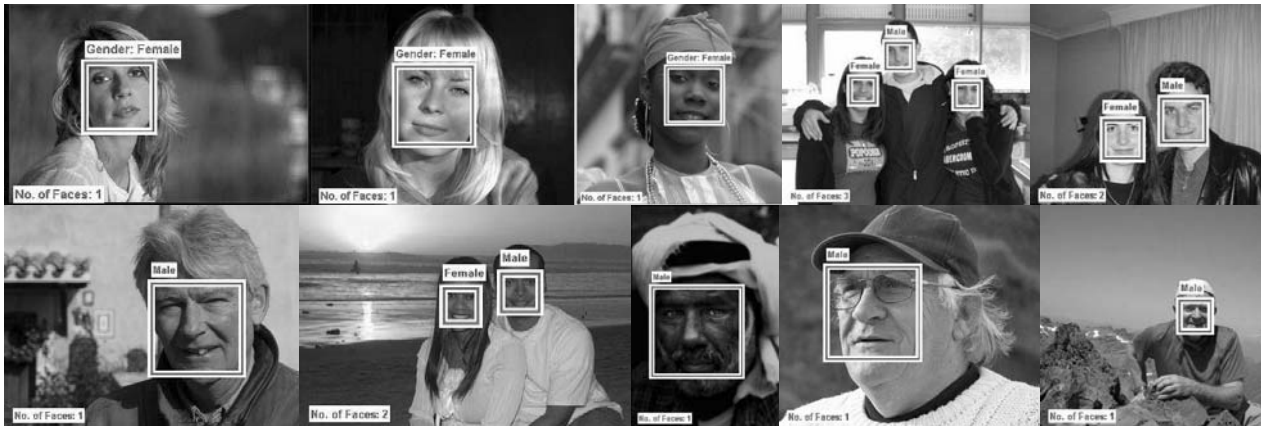 Gender: Female
No. of Faces: 1
Gender: Female
No. of Faces: 1
Gender: Female
No. of Faces: 1
Male
Female
Female
POPODEA
No. of Faces: 3
Male
Female
No. of Faces: 2
Male
No. of Faces: 1
Male
Female
No. of Faces: 2
Male
No. of Faces: 1
Male
No. of Faces: 1
Male
No. of Faces: 1